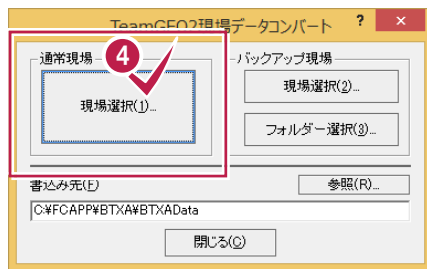 TeamGEO2現場データコンバート
? ×
通常現場
4
現場選択(1)...
バックアップ現場
現場選択(2)...
フォルダー選択(3)...
書込み先(F)
参照(R)...
C:¥FCAPP¥BTXA¥BTXAData
閉じる(C)